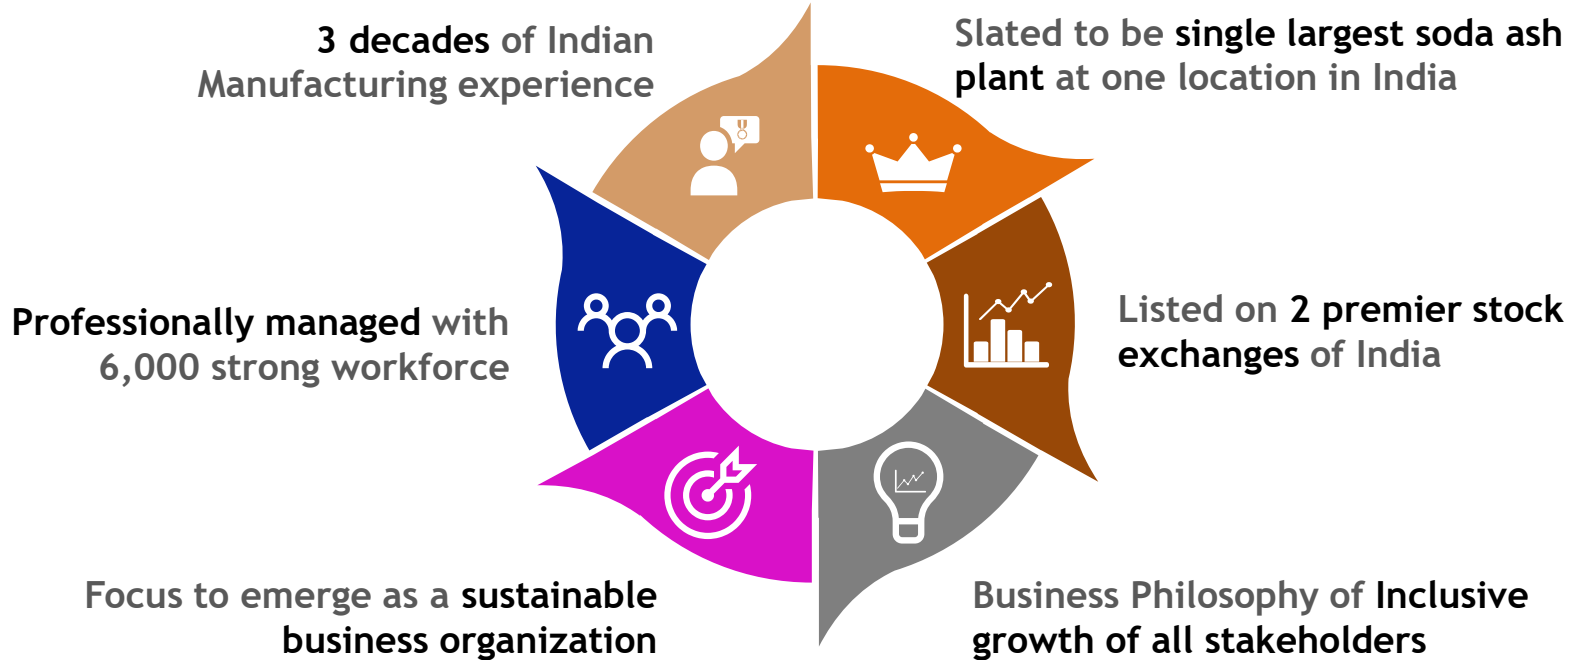 3 decades of Indian
Manufacturing experience
Slated to be single largest soda ash
plant at one location in India
Professionally managed with
6,000 strong workforce
Listed on 2 premier stock
exchanges of India
Focus to emerge as a sustainable
business organization
Business Philosophy of Inclusive
growth of all stakeholders